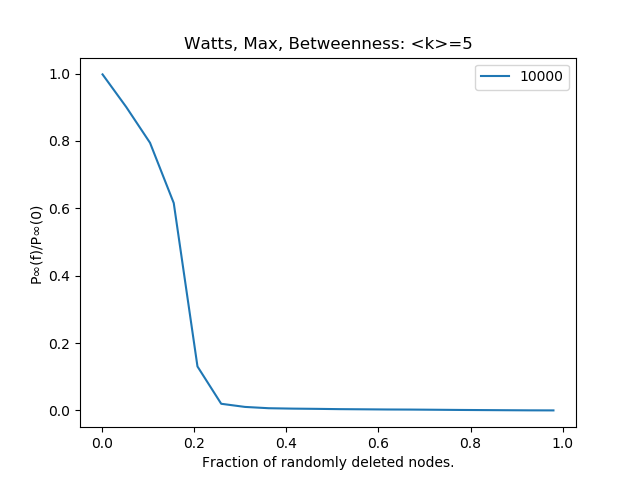 Watts, Max, Betweenness: <k>=5
10000
P∞(f)/P∞(0)
1.0
0.8
0.6
0.4
0.2
0.0
0.0 0.2 0.4 0.6 0.8 1.0
Fraction of randomly deleted nodes.